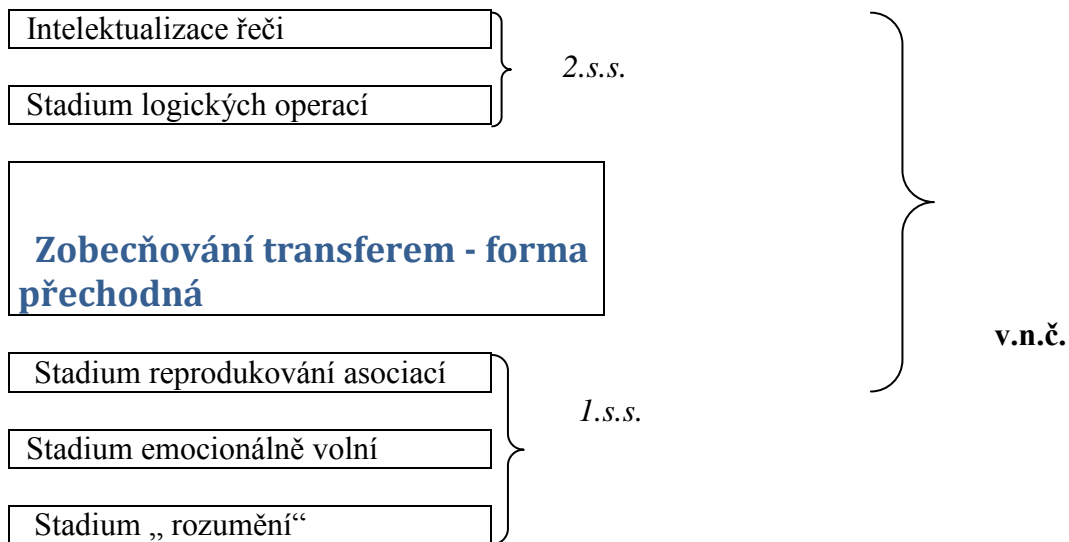 Intelektualizace řeči
2.s.s.
Stadium logických operací
Zobecňování transferem - forma
přechodná
v.n.č.
Stadium reprodukování asociací
1.s.s.
Stadium emocionálně volní
Stadium „ rozumění“